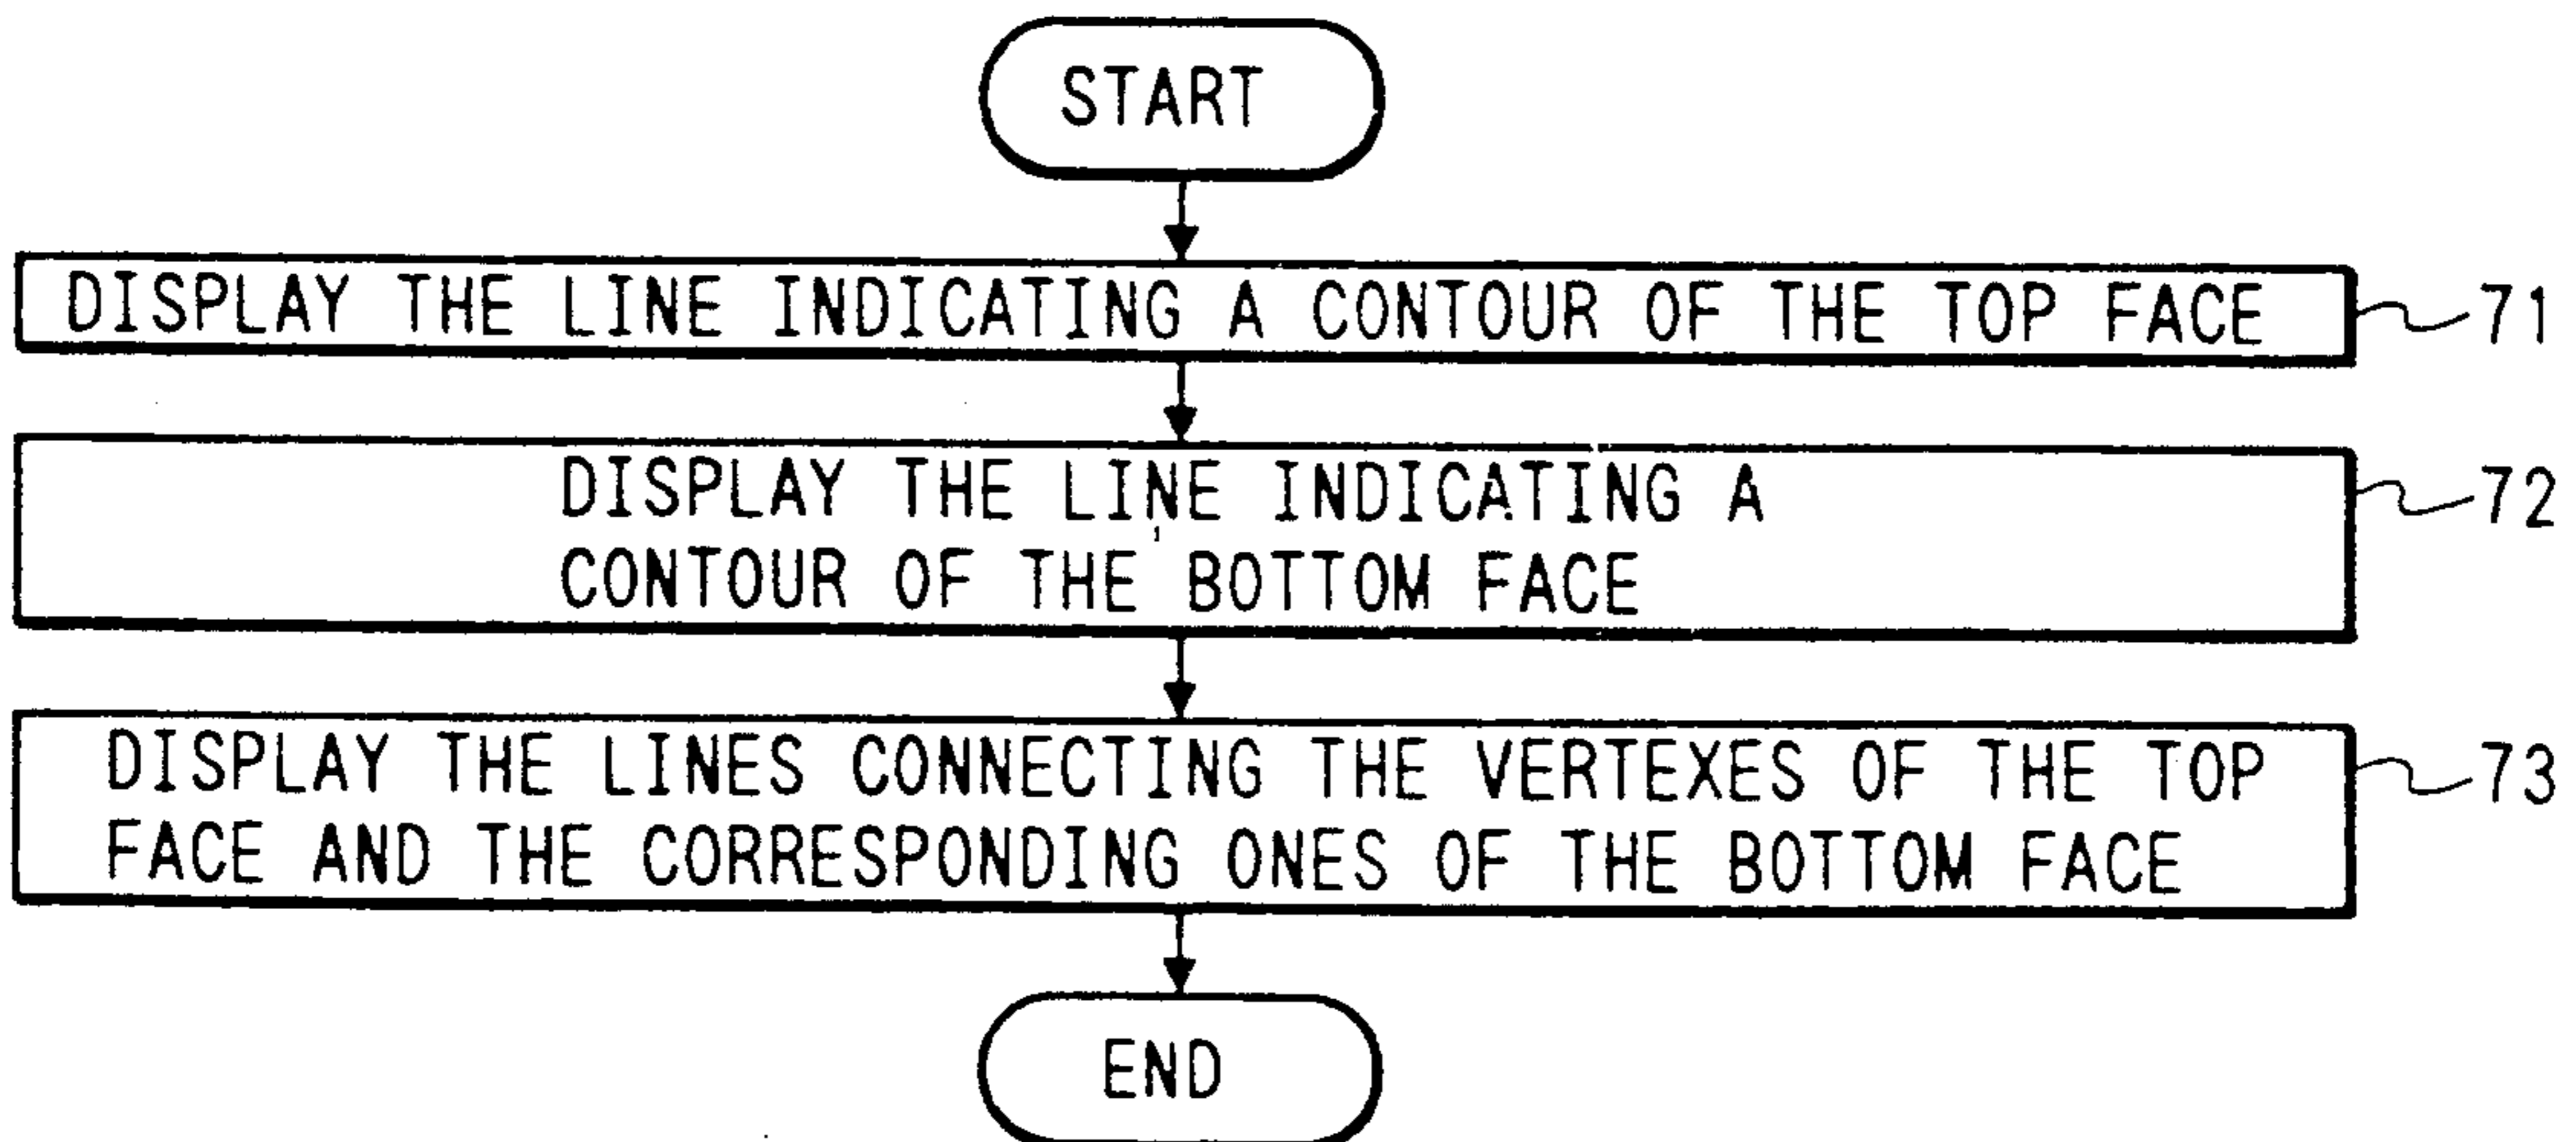 START
DISPLAY THE LINE INDICATING A CONTOUR OF THE TOP FACE
71
DISPLAY THE LINE INDICATING A
72
CONTOUR OF THE BOTTOM FACE
DISPLAY THE LINES CONNECTING THE VERTEXES OF THE TOP
73
FACE AND THE CORRESPONDING ONES OF THE BOTTOM FACE
END